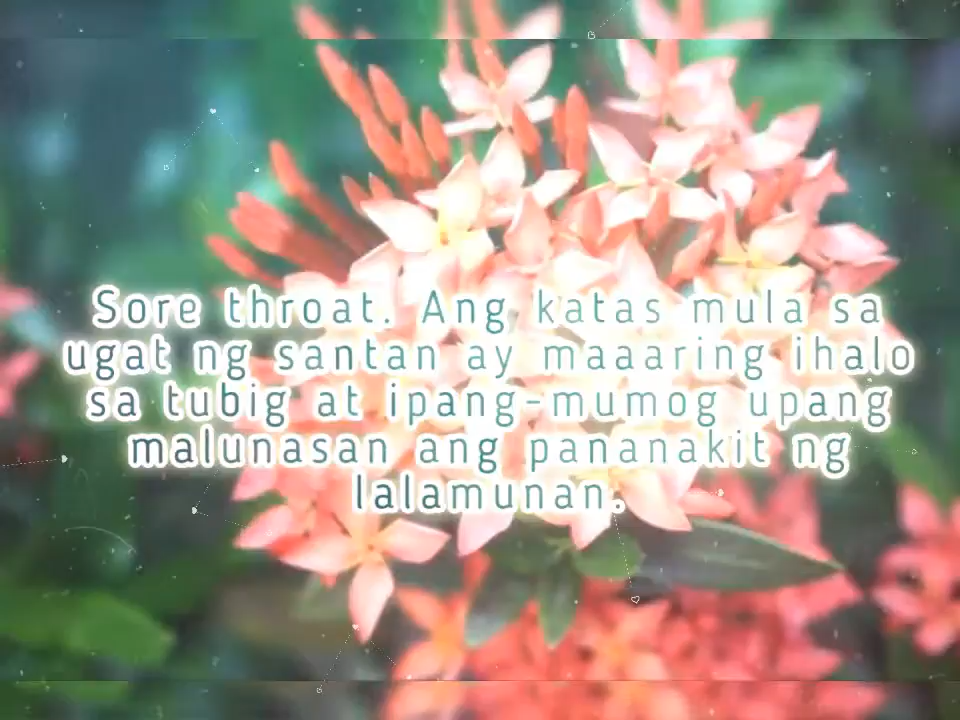 Sore throat. Ang katas mula sa
ugat ng santan ay maaaring ihalo
sa tubig at ipang-mumog upang
malunasan ang pananakit ng
lalamunan.